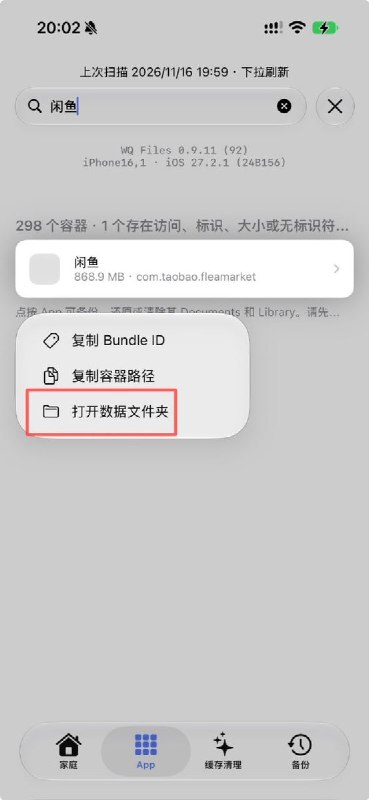 20:02
上次扫描 2026/11/16 19:59 · 下拉刷新
闲鱼
WQ Files 0.9.11 (92)
iPhone16,1 · iOS 27.2.1 (24B156)
298 个容器 · 1 个存在访问、标识、大小或无标识符...
闲鱼
868.9 MB · com.taobao.fleamarket
点按 App 可备份、还原或清除其 Documents 和 Library。请先...
复制 Bundle ID
复制容器路径
打开数据文件夹
家庭
App
缓存清理
备份